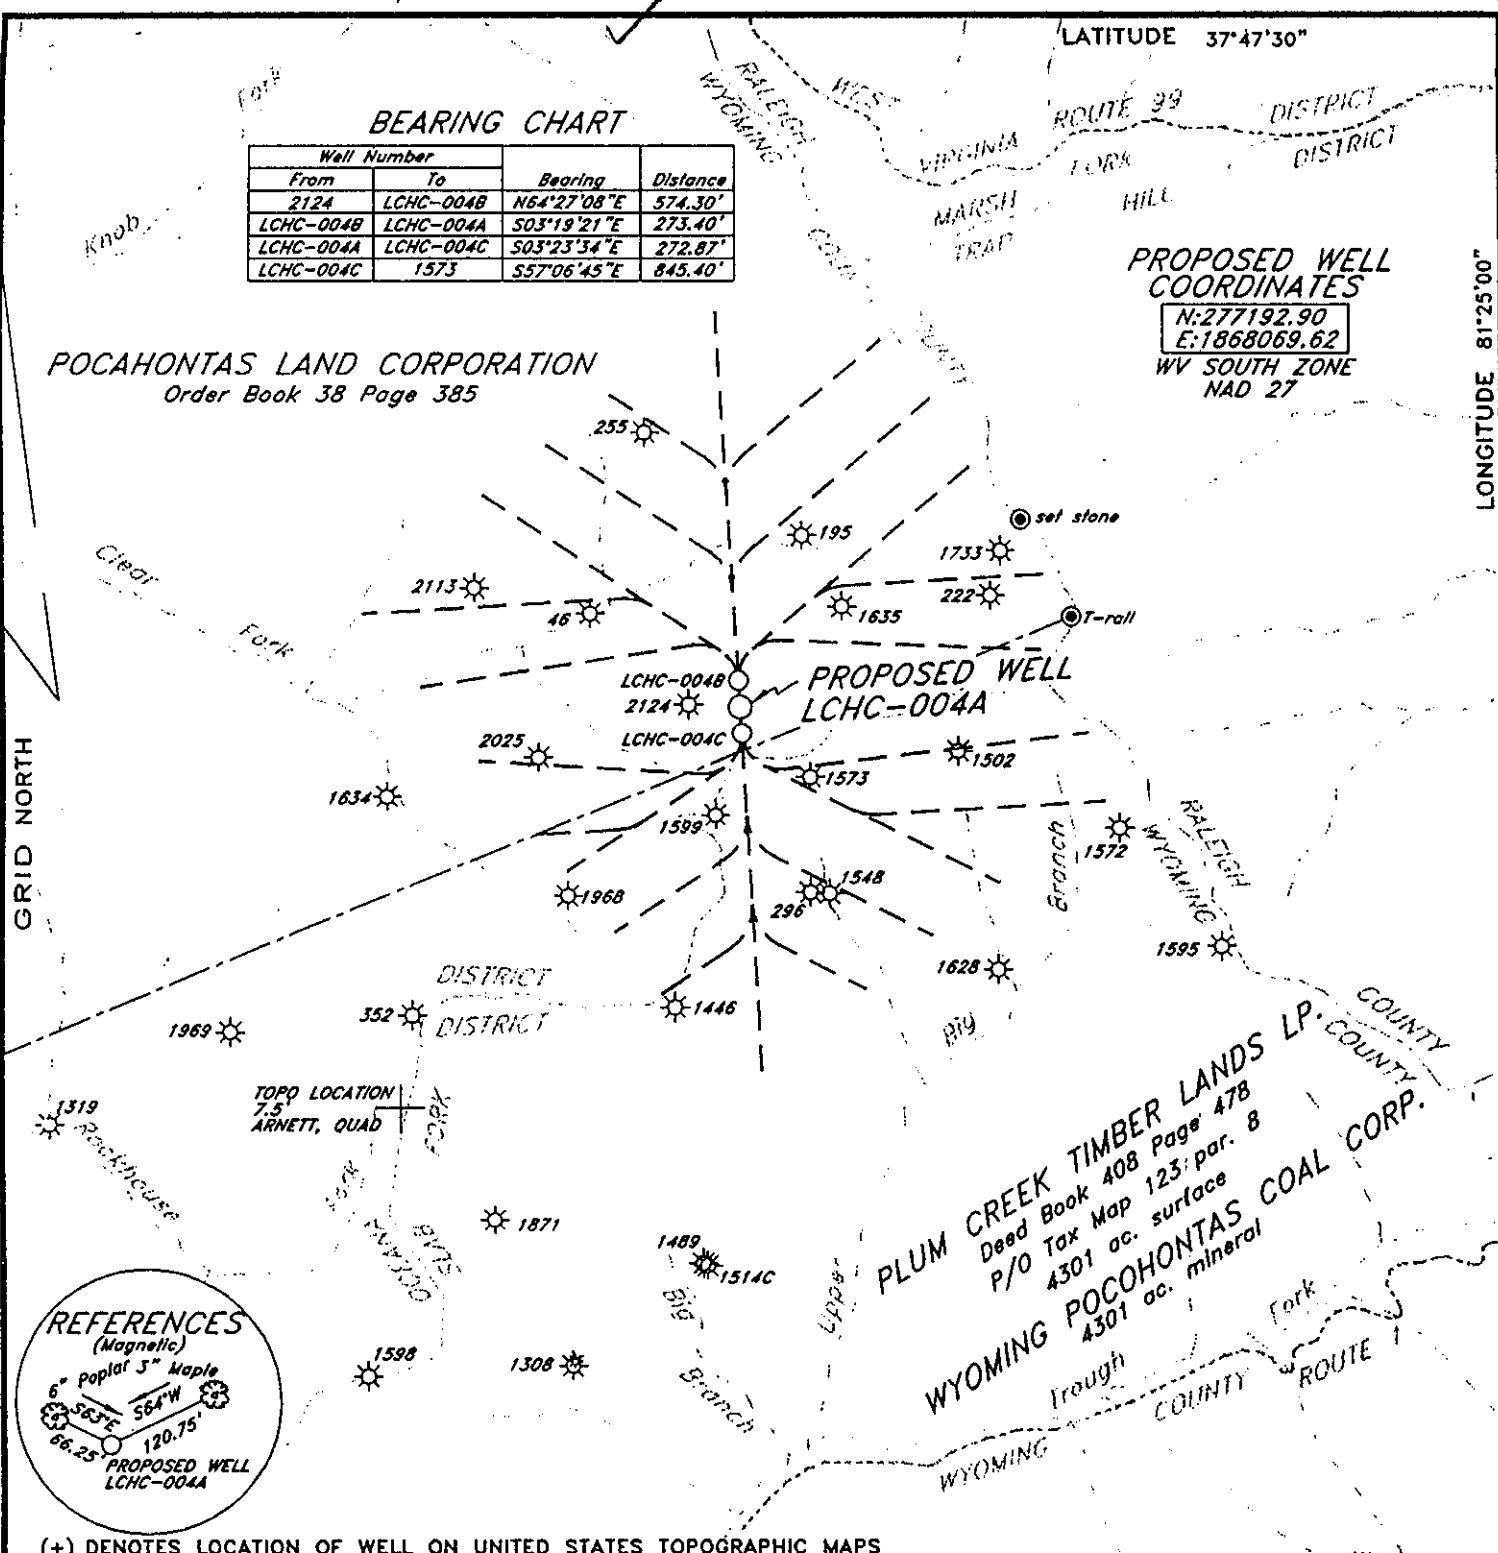 LATITUDE 37°47'30"
Fork
RALEIGH
WYOMING
WEST
VIRGINIA
ROUTE 99
DISTRICT
FORK
DISTRICT
MARSH
HILL
TRAP
COUNTY
BEARING CHART
Well Number
From To Bearing Distance
2124 LCHC-004B N64°27'08"E 574.30'
LCHC-004B LCHC-004A S03°19'21"E 273.40'
LCHC-004A LCHC-004C S03°23'34"E 272.87'
LCHC-004C 1573 S57°06'45"E 845.40'
Knob
PROPOSED WELL
COORDINATES
N:277192.90
E:1868069.62
WV SOUTH ZONE
NAD 27
LONGITUDE 81°25'00"
POCAHONTAS LAND CORPORATION
Order Book 38 Page 385
COUNTY
255
195
set stone
1733
Clear
2113
46
1635
222
T-rail
Fork
LCHC-004B
PROPOSED WELL
LCHC-004A
2124
LCHC-004C
2025
1502
1573
1634
1599
GRID NORTH
RALEIGH
WYOMING
Branch
1572
1968
296
1548
1595
1628
DISTRICT
DISTRICT
352
1446
1969
Big
COUNTY
COUNTY
TOPO LOCATION
7.5'
ARNETT, QUAD
FORK
1319
Rockhouse
OCEANA
SLAB
1871
1489
1514C
Big
Branch
Upper
PLUM CREEK TIMBER LANDS LP.
Deed Book 408 Page 478
P/O Tax Map 123; par. 8
4301 ac. surface
WYOMING POCOHONTAS COAL CORP.
4301 ac. mineral
1598
1308
Trough
Fork
WYOMING
COUNTY
ROUTE 1
REFERENCES
(Magnetic)
6" Poplar 3" Maple
S63°E
S64°W
66.25'
120.75'
PROPOSED WELL
LCHC-004A
(+) DENOTES LOCATION OF WELL ON UNITED STATES TOPOGRAPHIC MAPS